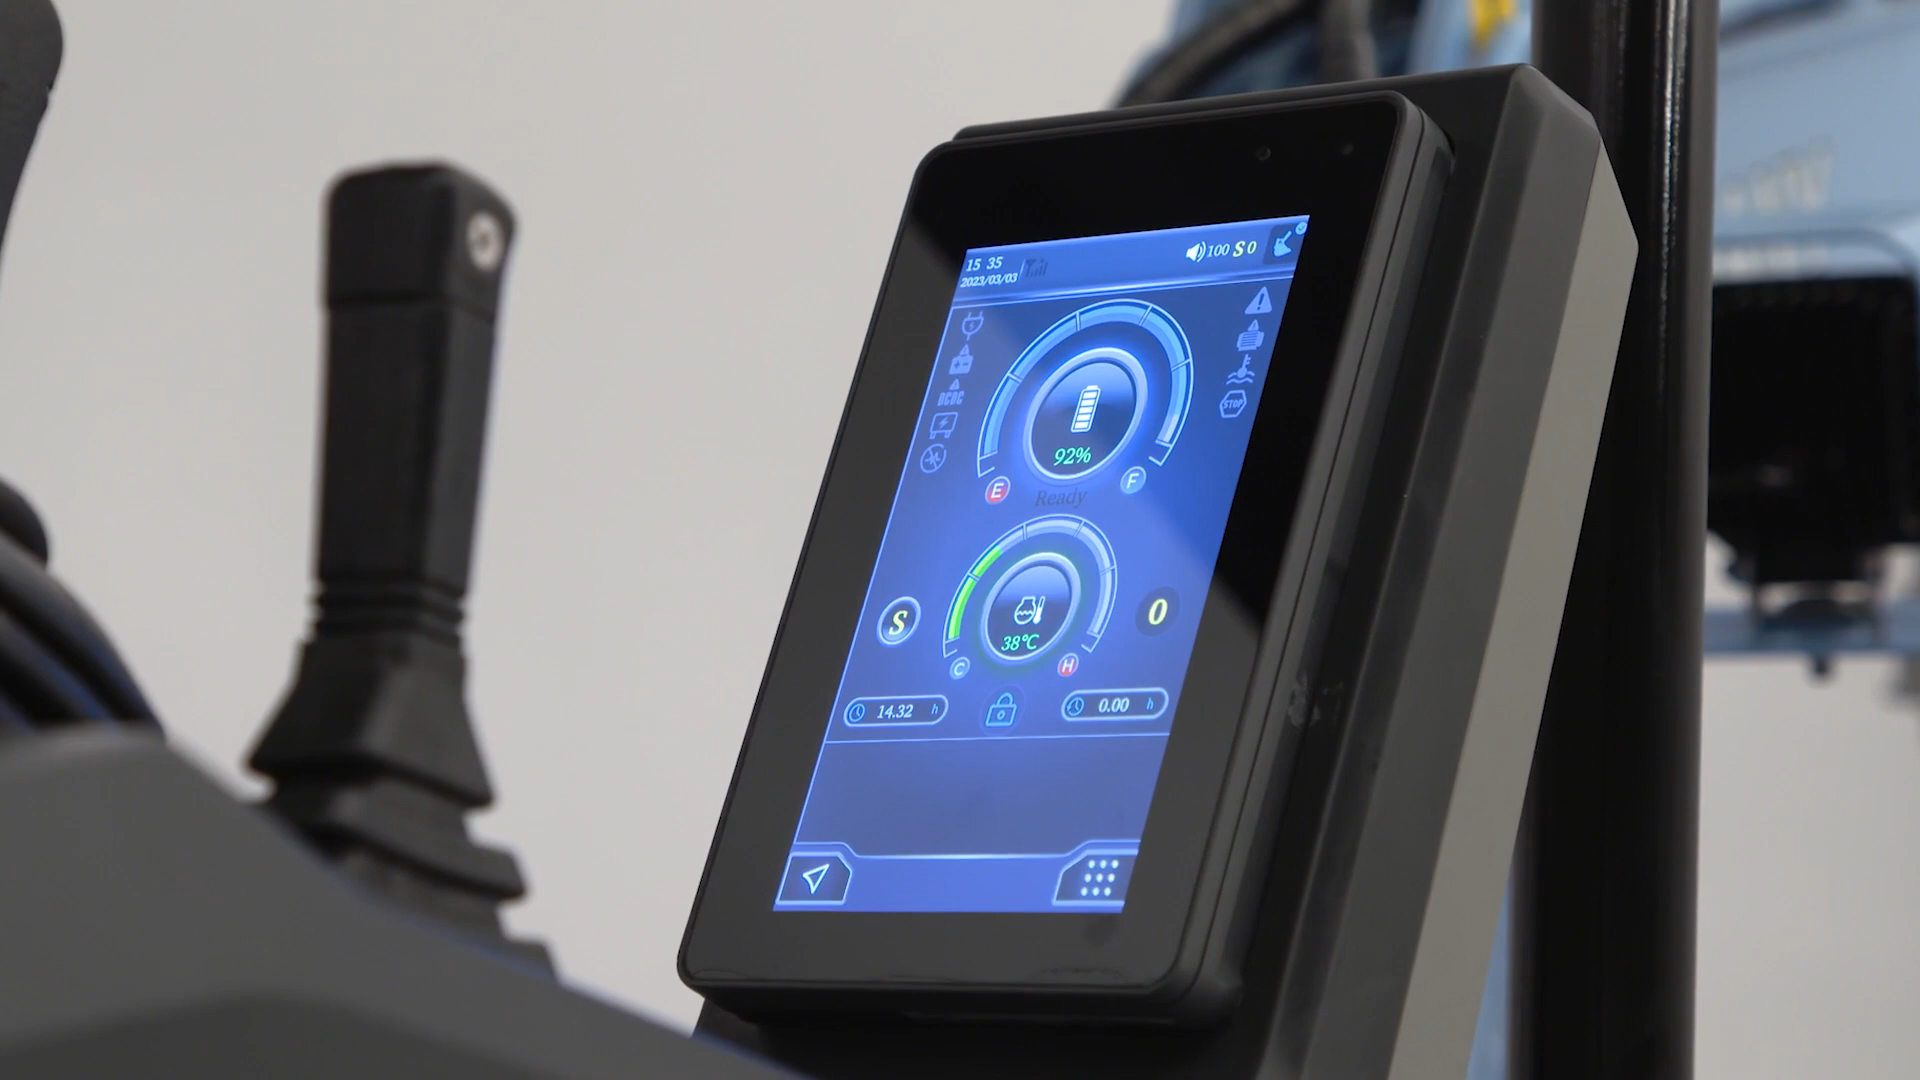 15 35
2023/03/03
100 S 0
DCDC
STOP
92%
E
F
Ready
S
0
38℃
C
H
14.32 h
0.00 h